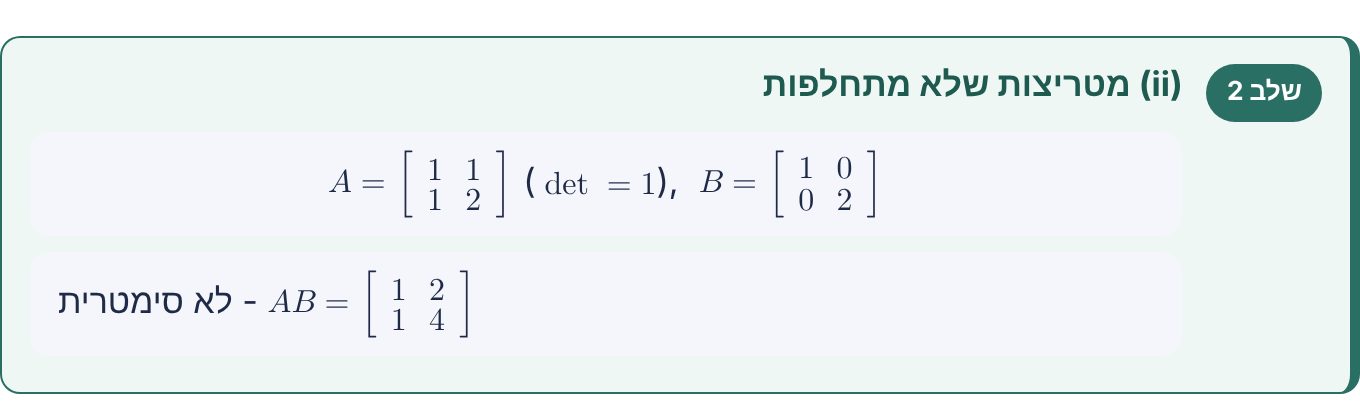 שלב 2
(ii) מטריצות שלא מתחלפות
A = [ 1 1 ; 1 2 ] ( det = 1), B = [ 1 0 ; 0 2 ]
AB = [ 1 2 ; 1 4 ] - לא סימטרית